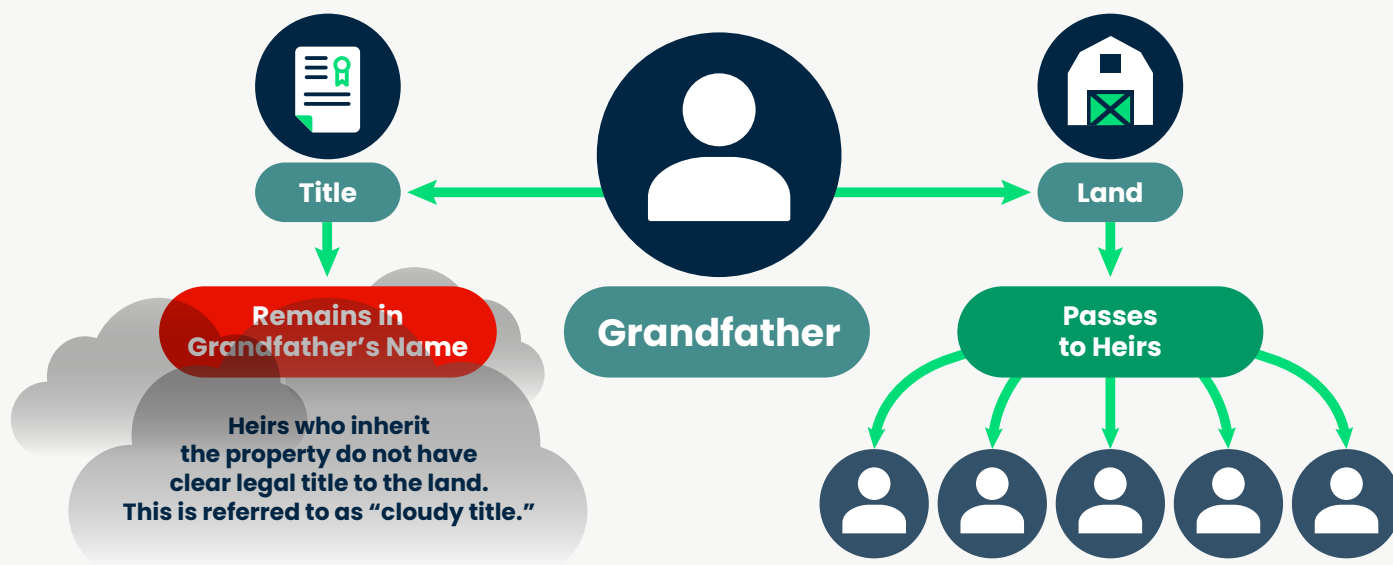 Title
Land
Grandfather
Remains in
Grandfather’s Name
Passes
to Heirs
Heirs who inherit
the property do not have
clear legal title to the land.
This is referred to as “cloudy title.”